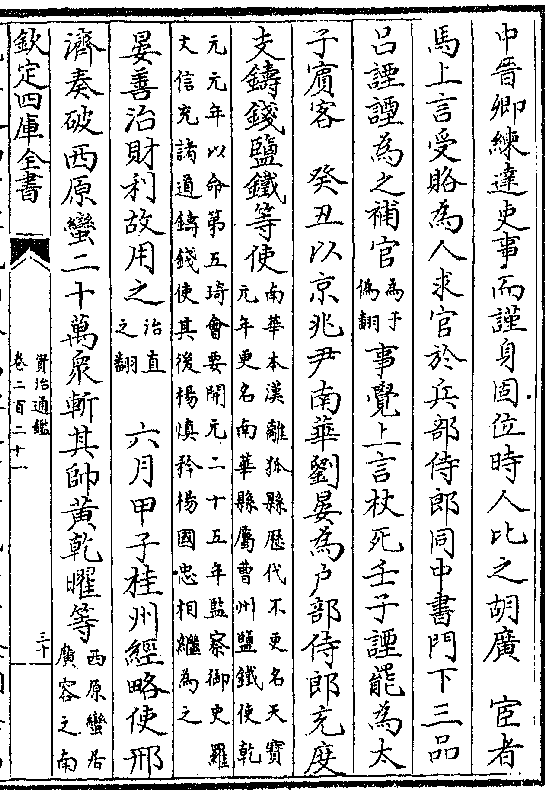 中晉卿練達吏事而謹身固位時人比之胡廣　宦者
馬上言受賂為人求官於兵部侍郎同中書門下三品
呂諲諲為之補官為于偽翻事覺上言杖死壬子諲罷為太
子賓客　癸丑以京兆尹南華劉晏為户部侍郎充度
支鑄錢鹽鐵等使南華本漢離狐縣歷代不更名天寶元年更名南華縣屬曹州鹽鐵使乾
元元年以命第五琦會要開元二十五年監察御史羅文信充諸道鑄錢使其後楊慎矜楊國忠相繼為之
晏善治財利故用之治直之翻　六月甲子桂州經略使邢
濟奏破西原蠻二十萬衆斬其帥黄乾曜等西原蠻居廣容之南
欽定四庫全書
資治通鑑
卷二百二十一
三十